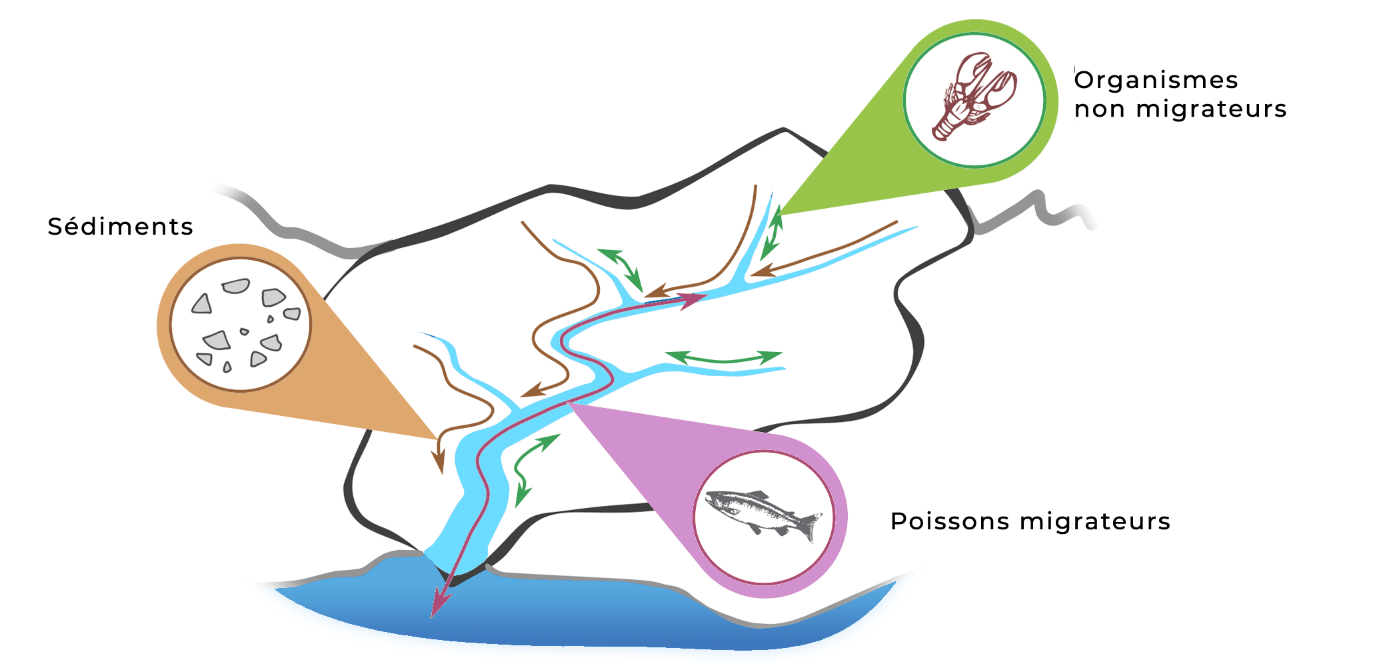 Organismes
non migrateurs
Sédiments
Poissons migrateurs